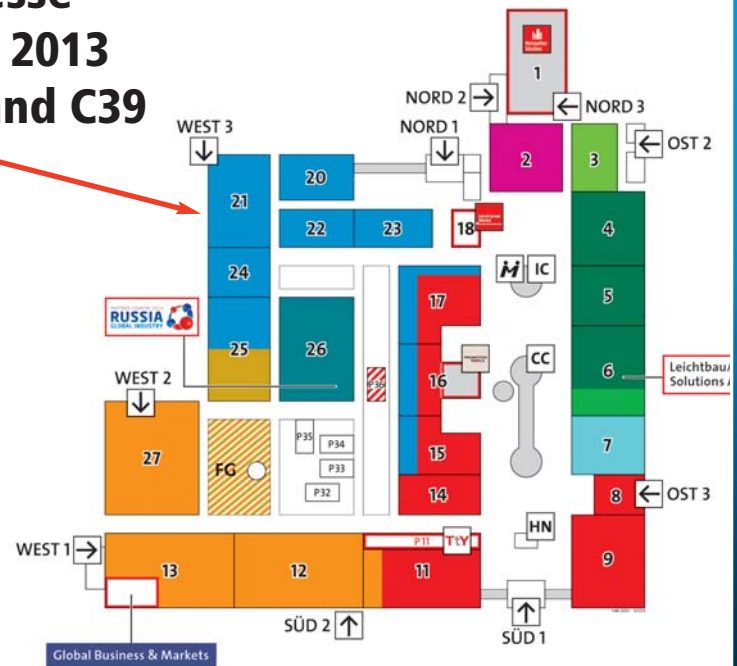 2013
and C39
1
NORD 2
NORD 3
WEST 3
NORD 1
2
3
OST 2
20
21
22
23
18
4
24
IC
17
5
RUSSIA
GLOBAL INDUSTRY
25
26
CC
6
Leichtbau/
Solutions
16
P36
WEST 2
27
FG
P35
P34
P33
P32
15
7
14
8
OST 3
HN
WEST 1
13
12
P11
TtY
11
9
SÜD 2
SÜD 1
Global Business & Markets